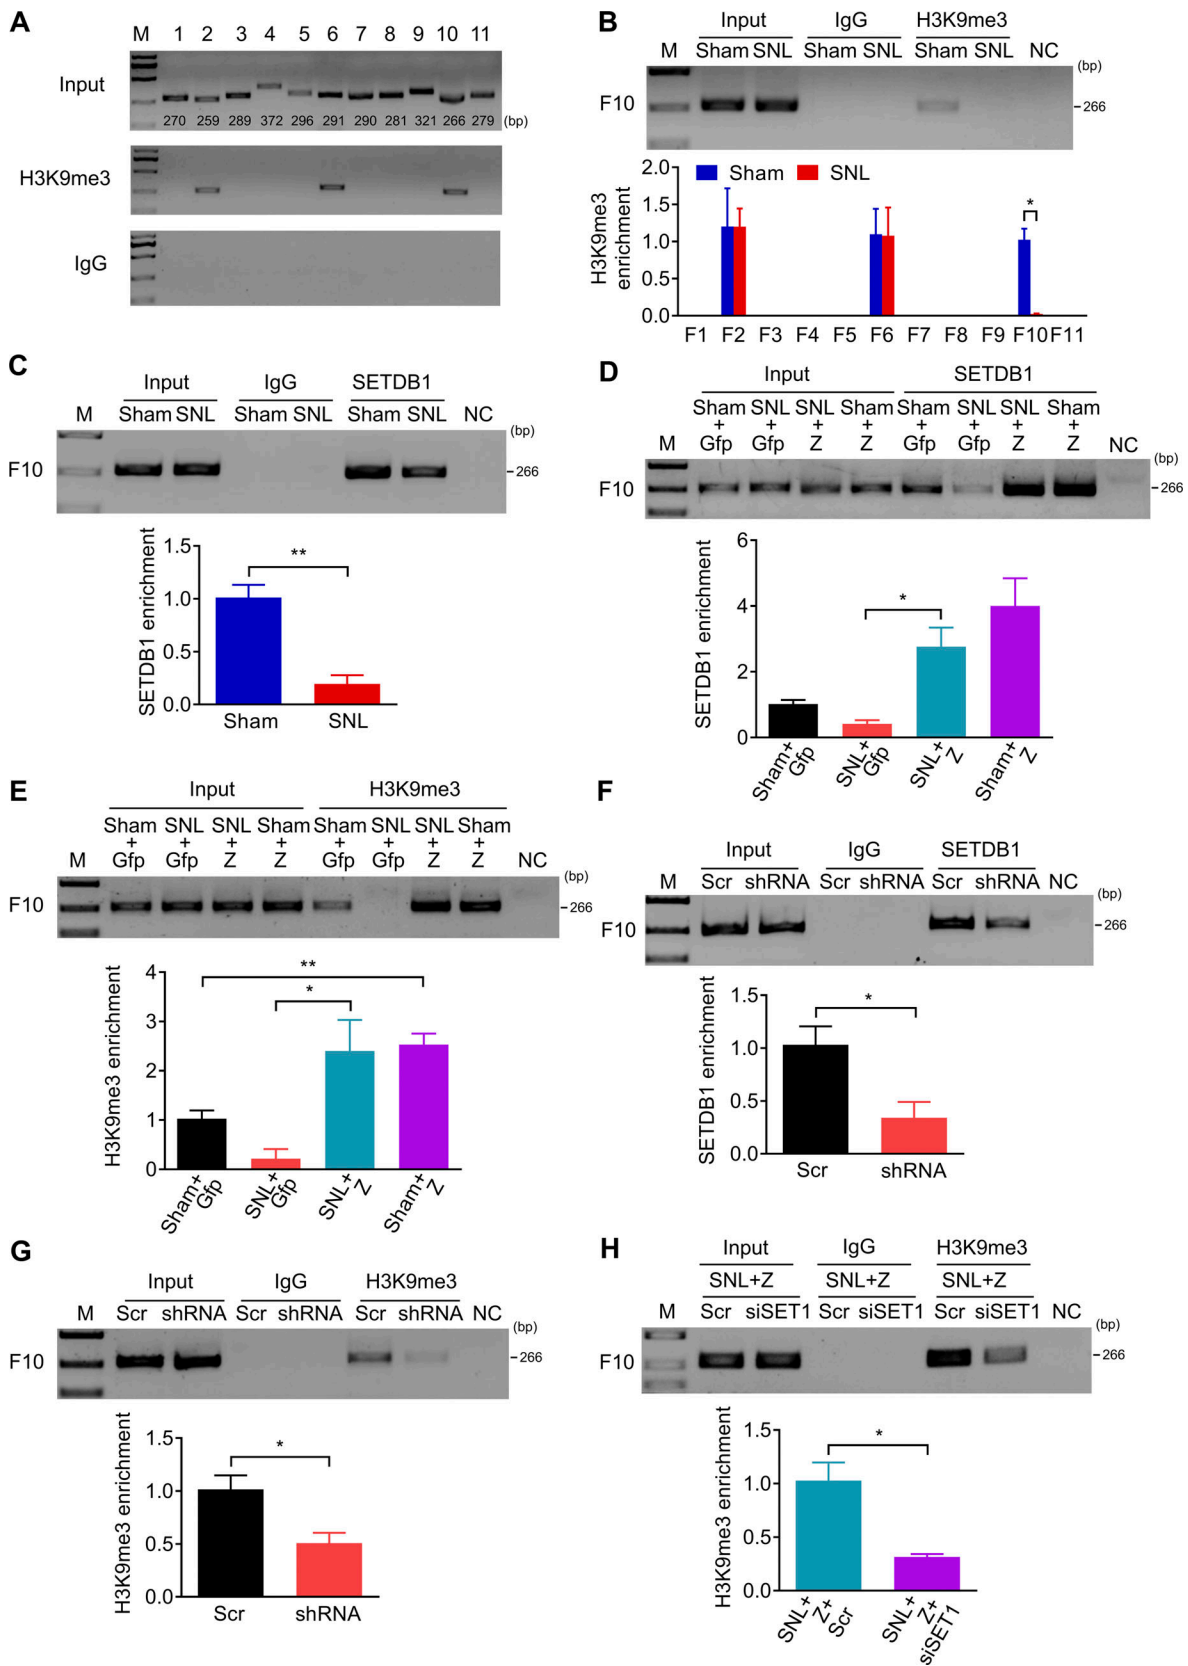 A
M 1 2 3 4 5 6 7 8 9 10 11
Input
270 259 289 372 296 291 290 281 321 266 279 (bp)
H3K9me3
IgG
B
Input IgG H3K9me3
M Sham SNL Sham SNL Sham SNL NC
(bp)
F10
266
H3K9me3 enrichment
2.0
1.5
1.0
0.5
0.0
Sham SNL
*
F1 F2 F3 F4 F5 F6 F7 F8 F9 F10 F11
C
Input IgG SETDB1
M Sham SNL Sham SNL Sham SNL NC
(bp)
F10
266
SETDB1 enrichment
1.5
1.0
0.5
0.0
**
Sham SNL
D
Input SETDB1
Sham SNL SNL Sham Sham SNL SNL Sham
+ + + + + + + +
M Gfp Gfp Z Z Gfp Gfp Z Z NC
(bp)
F10
266
SETDB1 enrichment
6
4
2
0
*
Sham+ Gfp
SNL+ Gfp
SNL+ Z
Sham+ Z
E
Input H3K9me3
Sham SNL SNL Sham Sham SNL SNL Sham
+ + + + + + + +
M Gfp Gfp Z Z Gfp Gfp Z Z NC
(bp)
F10
266
H3K9me3 enrichment
4
3
2
1
0
**
*
Sham+ Gfp
SNL+ Gfp
SNL+ Z
Sham+ Z
F
Input IgG SETDB1
M Scr shRNA Scr shRNA Scr shRNA NC
(bp)
F10
266
SETDB1 enrichment
1.5
1.0
0.5
0.0
*
Scr shRNA
G
Input IgG H3K9me3
M Scr shRNA Scr shRNA Scr shRNA NC
(bp)
F10
266
H3K9me3 enrichment
1.5
1.0
0.5
0.0
*
Scr shRNA
H
Input IgG H3K9me3
SNL+Z SNL+Z SNL+Z
M Scr siSET1 Scr siSET1 Scr siSET1 NC
(bp)
F10
266
H3K9me3 enrichment
1.5
1.0
0.5
0.0
*
SNL+ Z+ Scr
SNL+ Z+ siSET1